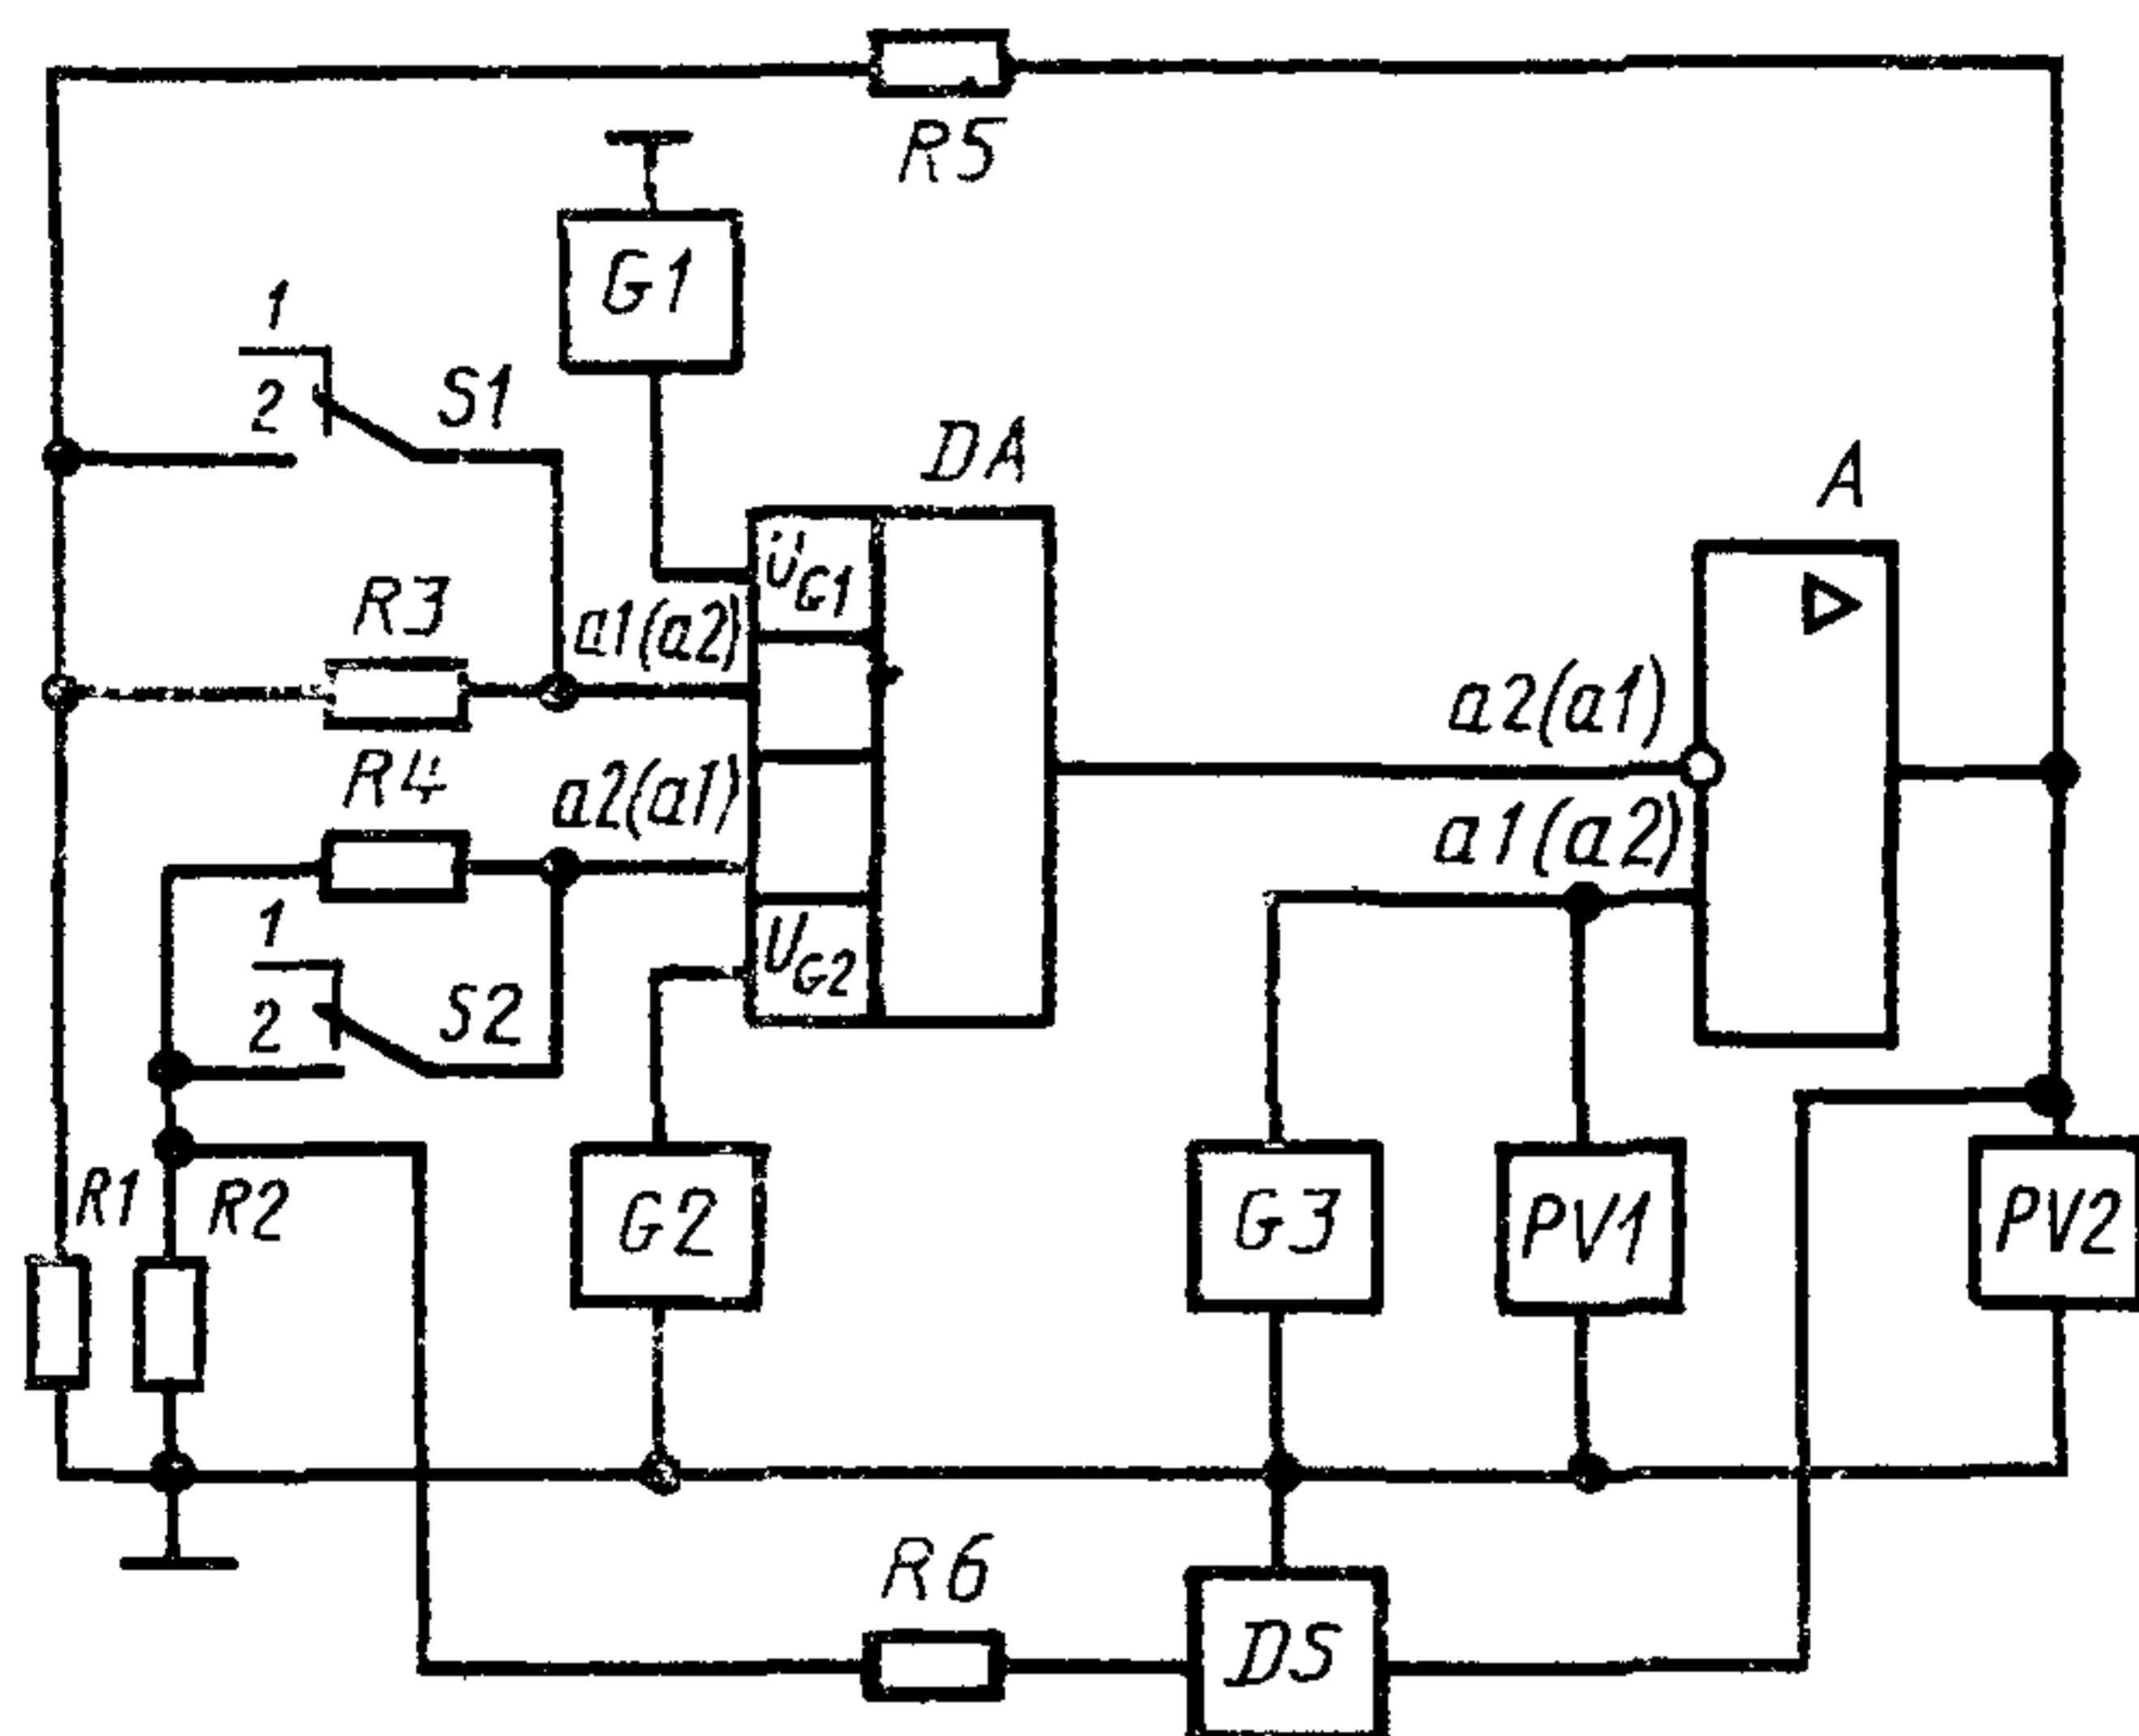 R5
G1
1
2
S1
DA
A
U̇G1
R3
a1(a2)
a2(a1)
R4
a2(a1)
a1(a2)
1
2
S2
UG2
R1
R2
G2
G3
PV1
PV2
R6
DS